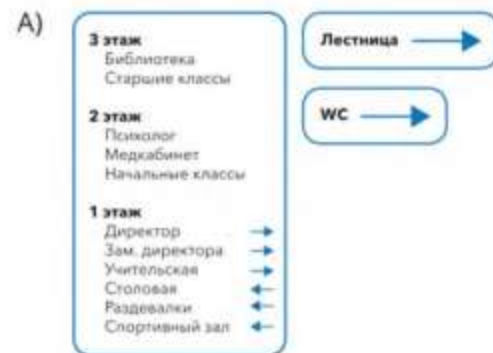 А)
3 этаж
Библиотека
Старшие классы
2 этаж
Психолог
Медкабинет
Начальные классы
1 этаж
Директор
Зам. директора
Учительская
Столовая
Раздевалки
Спортивный зал
Лестница
WC